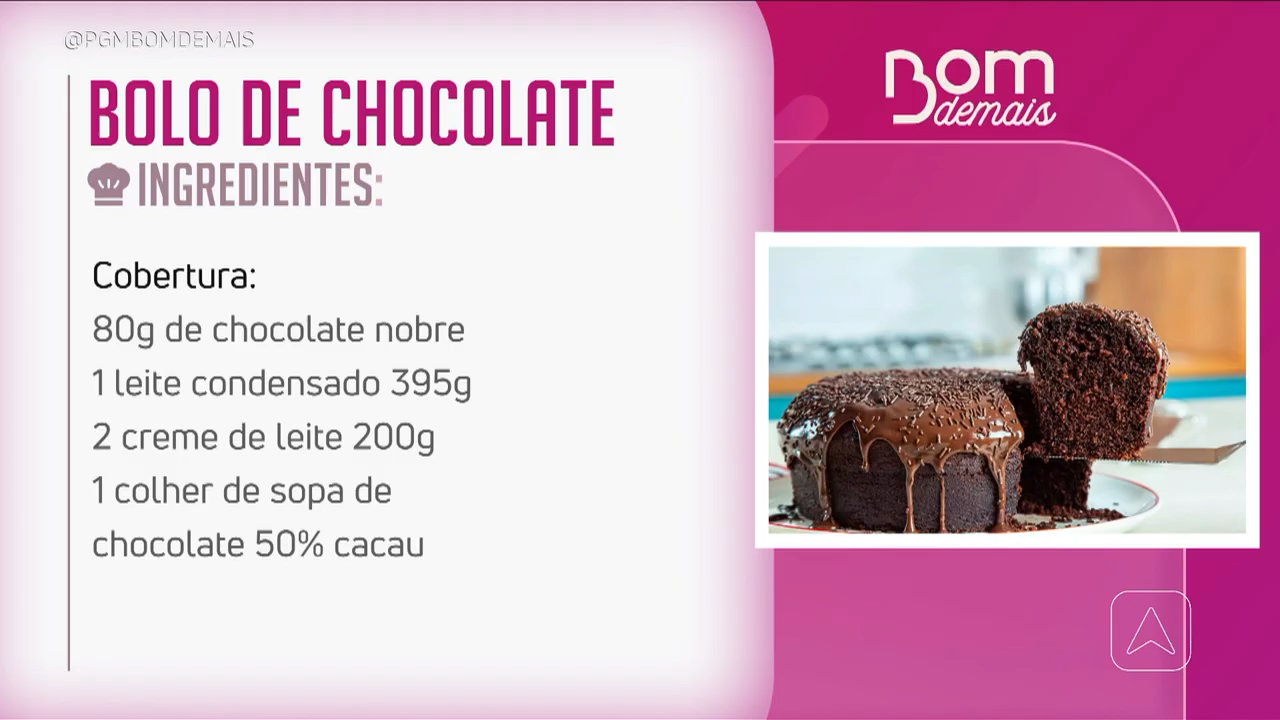 @PGMBOMDEMAIS
BOLO DE CHOCOLATE
INGREDIENTES:
Cobertura:
80g de chocolate nobre
1 leite condensado 395g
2 creme de leite 200g
1 colher de sopa de
chocolate 50% cacau
Bom
demais